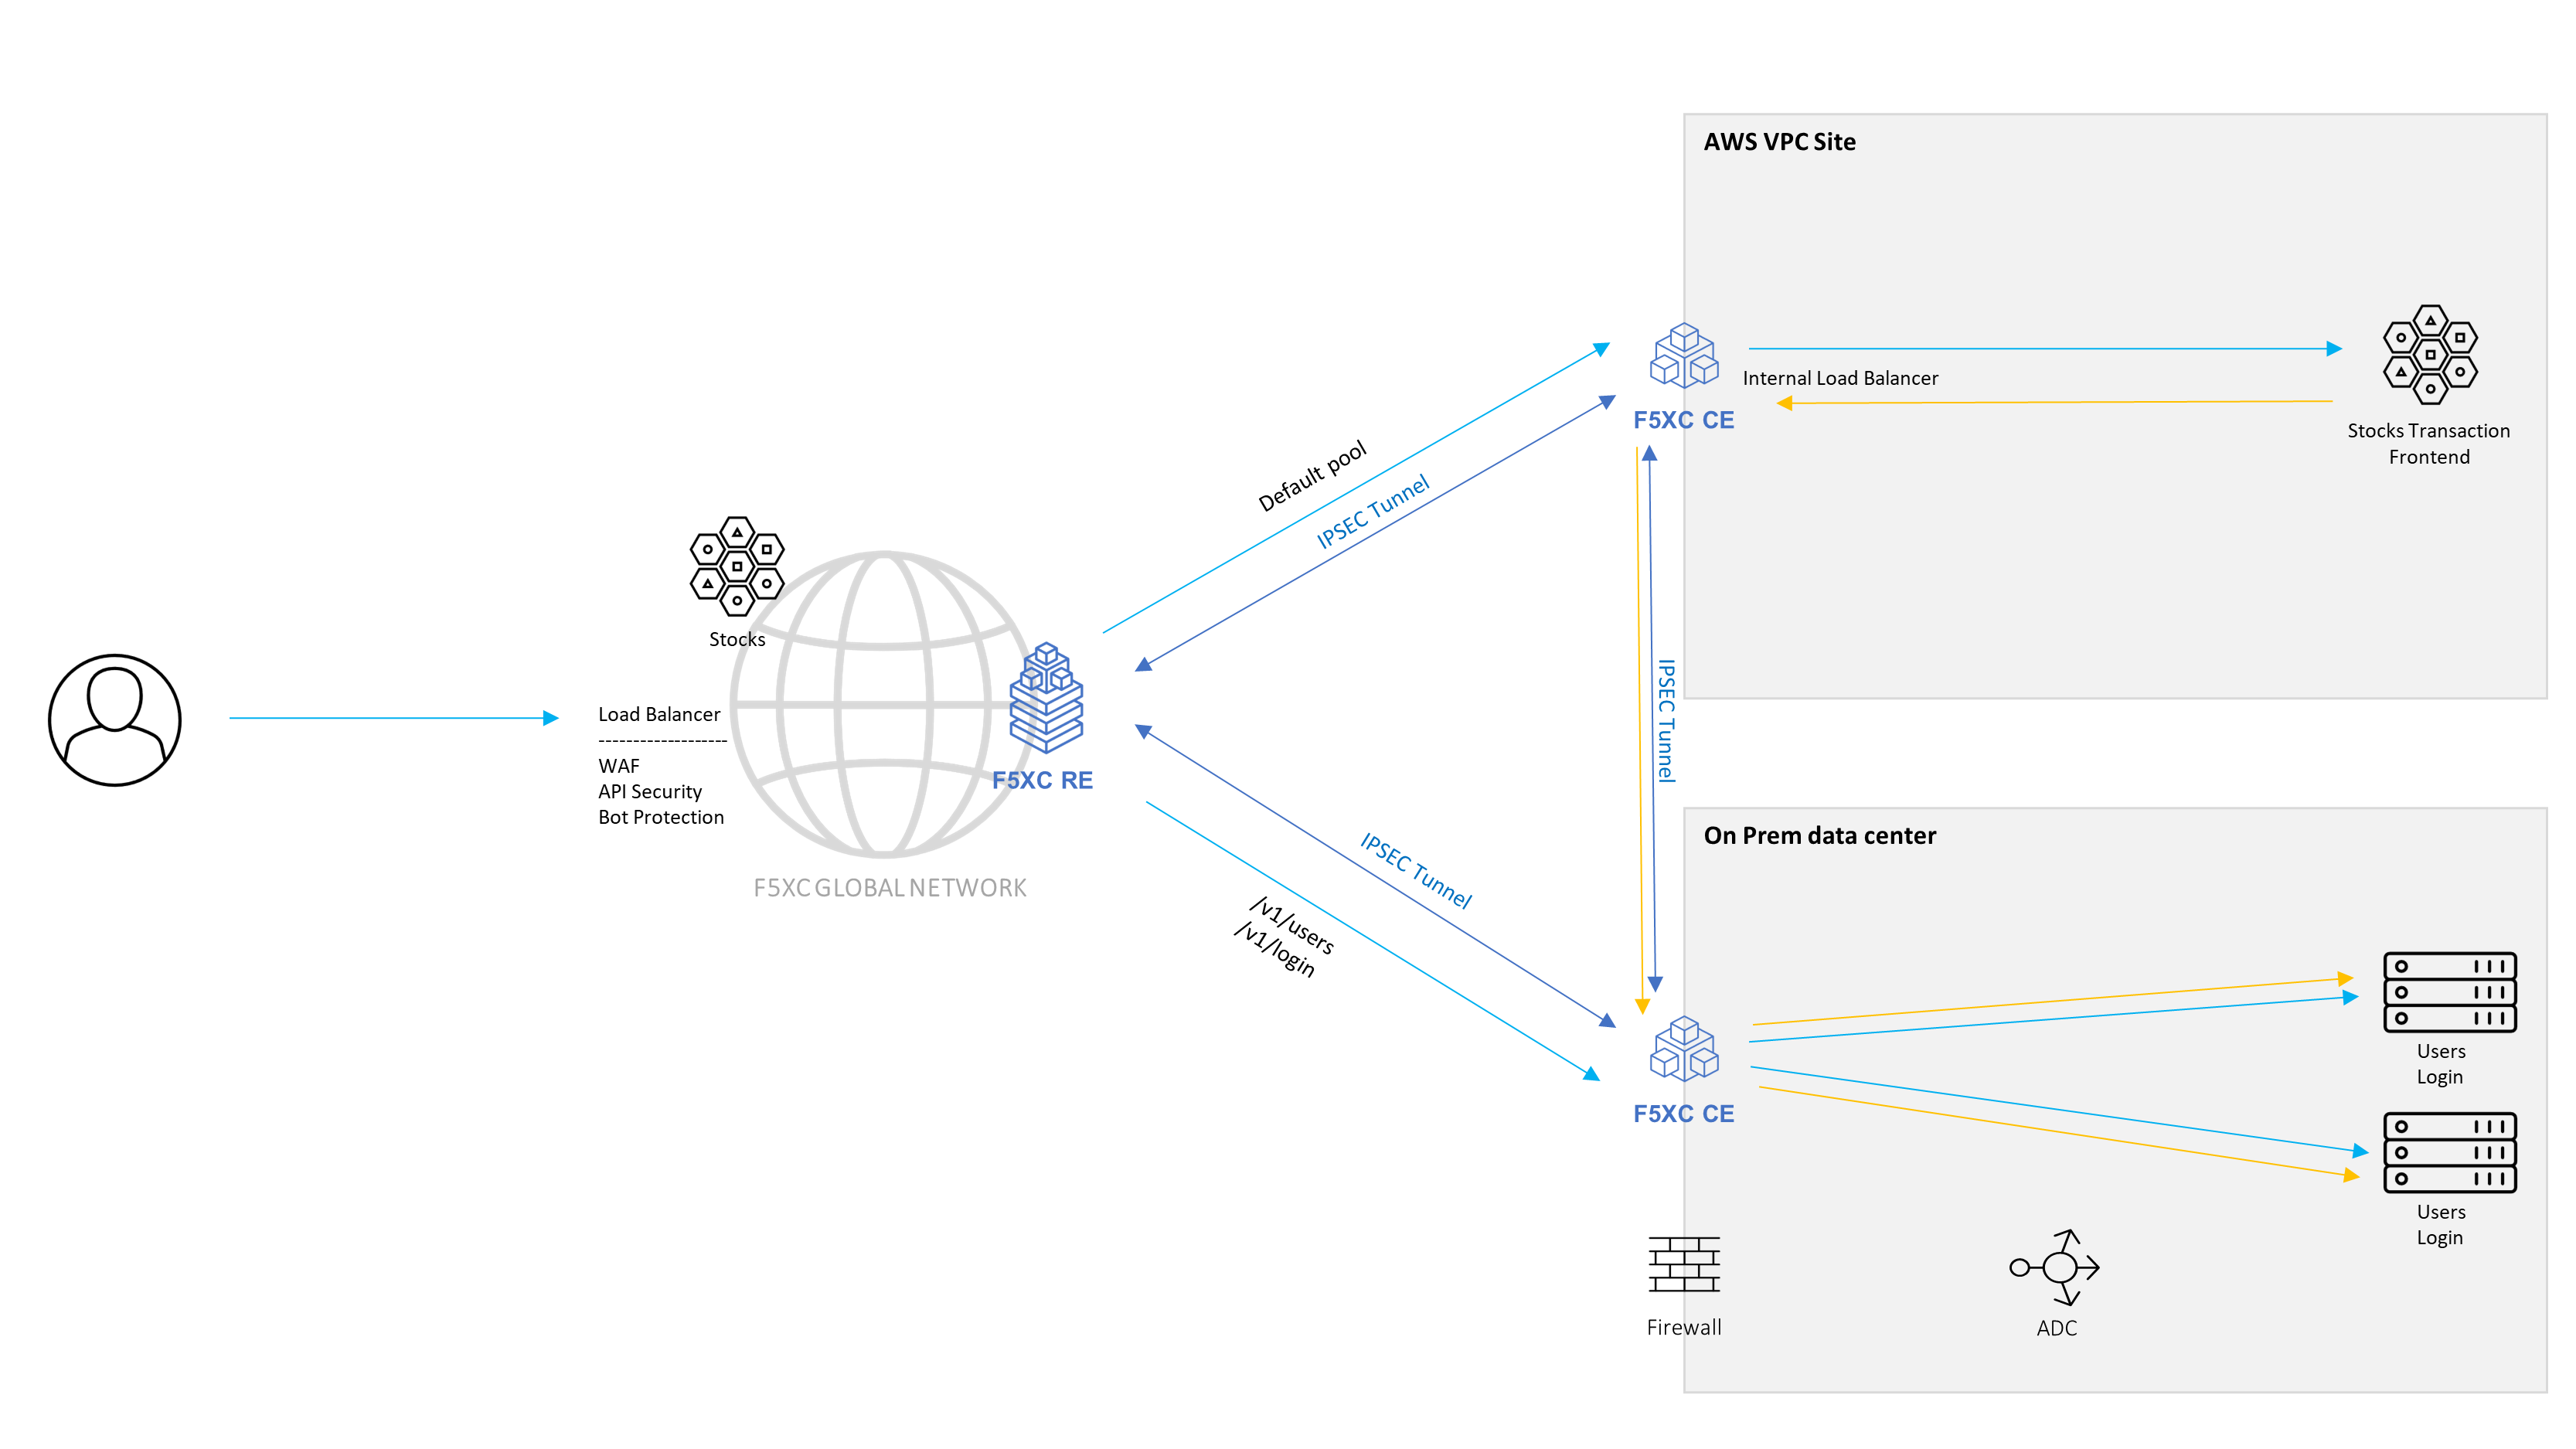 AWS VPC Site
Internal Load Balancer
F5XC CE
Stocks Transaction
Frontend
Default pool
IPSEC Tunnel
Stocks
Load Balancer
-------------------
WAF
API Security
Bot Protection
F5XC RE
F5XC GLOBAL NETWORK
IPSEC Tunnel
IPSEC Tunnel
/v1/users
/v1/login
On Prem data center
F5XC CE
Users
Login
Users
Login
Firewall
ADC